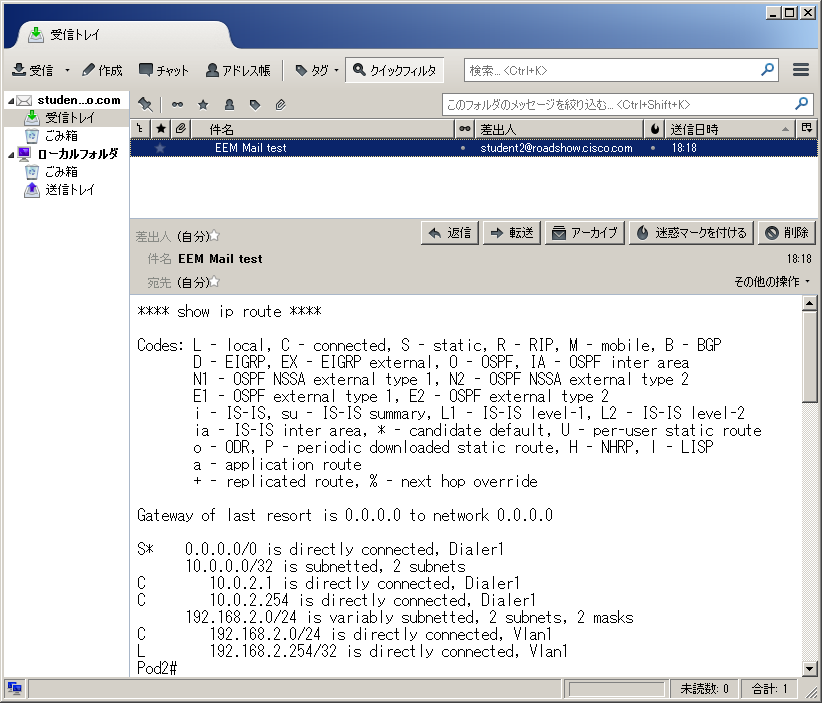 受信トレイ
受信 作成 チャット アドレス帳 タグ クイックフィルタ 検索... <Ctrl+K>
studen...o.com
受信トレイ
ごみ箱
ローカルフォルダ
ごみ箱
送信トレイ
このフォルダのメッセージを絞り込む... <Ctrl+Shift+K>
件名 差出人 送信日時
EEM Mail test student2@roadshow.cisco.com 18:18
差出人 (自分) 返信 転送 アーカイブ 迷惑マークを付ける 削除
件名 EEM Mail test 18:18
宛先 (自分) その他の操作
**** show ip route ****
Codes: L - local, C - connected, S - static, R - RIP, M - mobile, B - BGP
D - EIGRP, EX - EIGRP external, O - OSPF, IA - OSPF inter area
N1 - OSPF NSSA external type 1, N2 - OSPF NSSA external type 2
E1 - OSPF external type 1, E2 - OSPF external type 2
i - IS-IS, su - IS-IS summary, L1 - IS-IS level-1, L2 - IS-IS level-2
ia - IS-IS inter area, * - candidate default, U - per-user static route
o - ODR, P - periodic downloaded static route, H - NHRP, l - LISP
a - application route
+ - replicated route, % - next hop override
Gateway of last resort is 0.0.0.0 to network 0.0.0.0
S* 0.0.0.0/0 is directly connected, Dialer1
10.0.0.0/32 is subnetted, 2 subnets
C 10.0.2.1 is directly connected, Dialer1
C 10.0.2.254 is directly connected, Dialer1
192.168.2.0/24 is variably subnetted, 2 subnets, 2 masks
C 192.168.2.0/24 is directly connected, Vlan1
L 192.168.2.254/32 is directly connected, Vlan1
Pod2#
未読数: 0 合計: 1